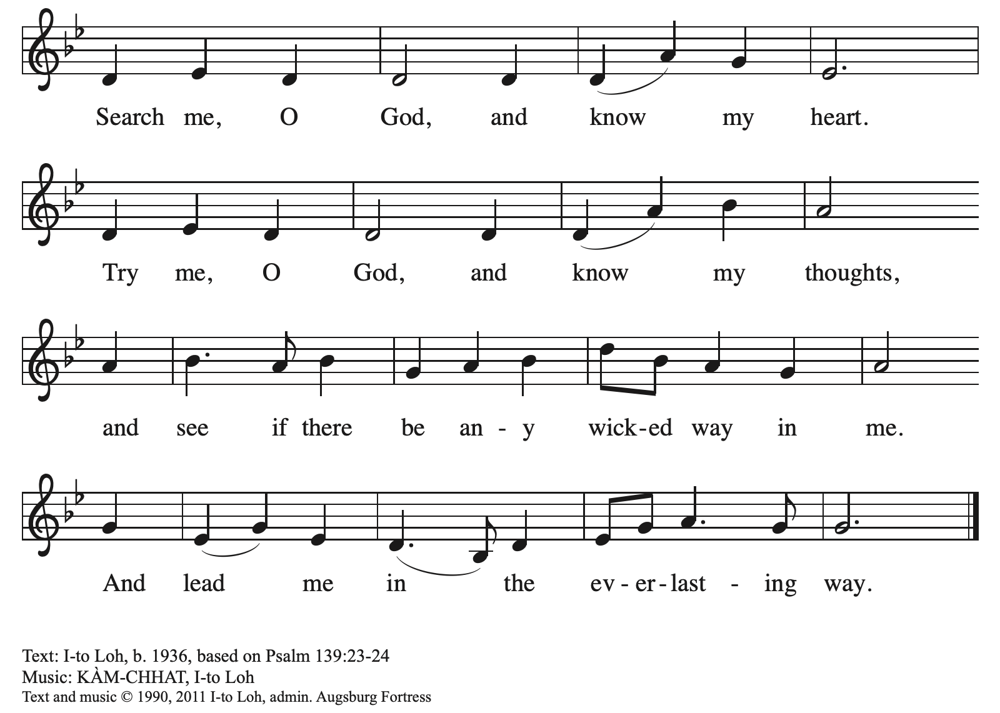 Search me, O God, and know my heart.
Try me, O God, and know my thoughts,
and see if there be an - y wick-ed way in me.
And lead me in the ev - er - last - ing way.
Text: I-to Loh, b. 1936, based on Psalm 139:23-24
Music: KÀM-CHHAT, I-to Loh
Text and music © 1990, 2011 I-to Loh, admin. Augsburg Fortress